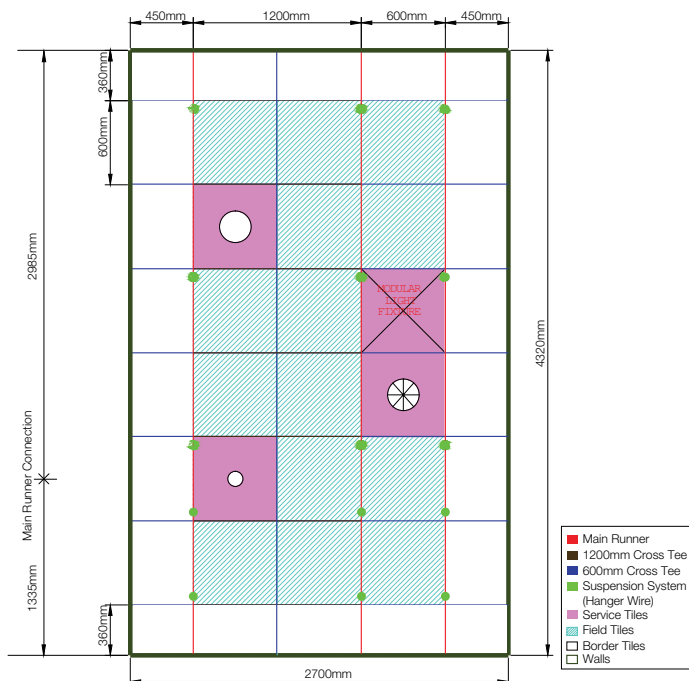 450mm
1200mm
600mm
450mm
360mm
600mm
2985mm
MODULAR
LIGHT
FIXTURE
4320mm
Main Runner Connection
1335mm
360mm
2700mm
Main Runner
1200mm Cross Tee
600mm Cross Tee
Suspension System
(Hanger Wire)
Service Tiles
Field Tiles
Border Tiles
Walls